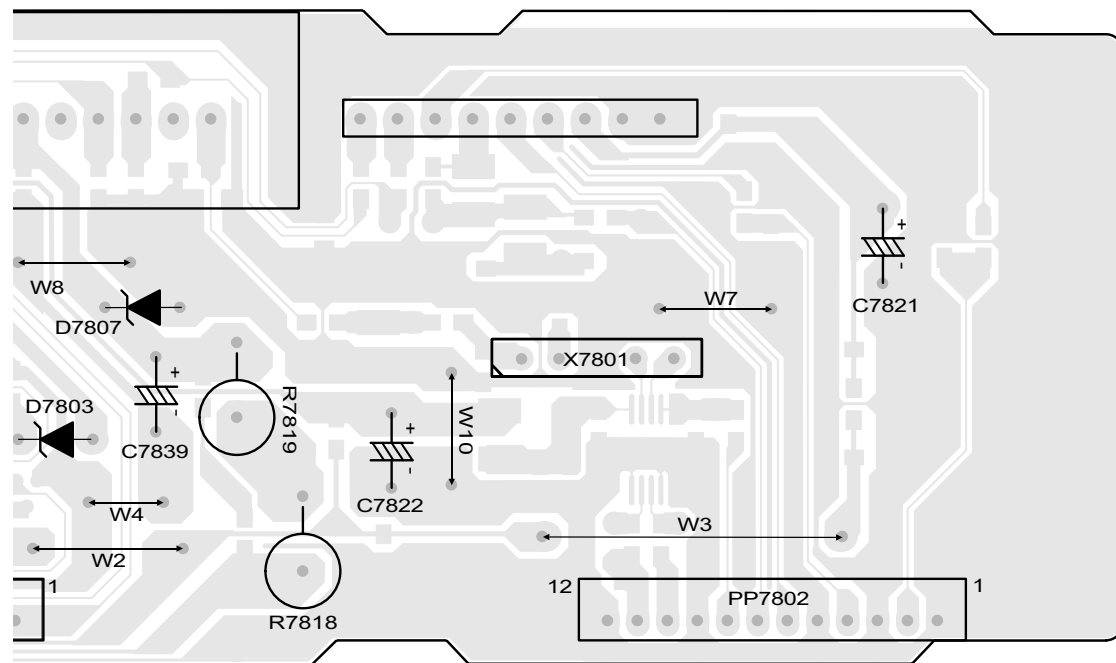 W8
D7807
W7
+
-
C7821
X7801
D7803
+
-
C7839
R7819
W10
+
-
C7822
W4
W2
W3
1
R7818
12
PP7802
1